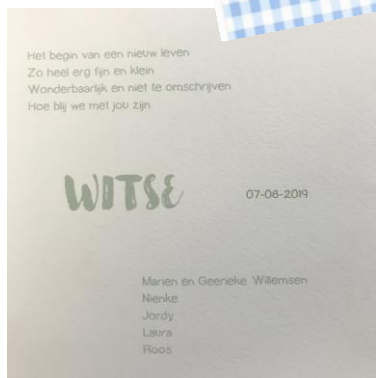 Het begin van een nieuw leven
Zo heel erg fijn en klein
Wonderbaarlijk en niet te omschrijven
Hoe blij we met jou zijn
WITSE
07-08-2019
Marien en Geerieke Willemsen
Nienke
Jordy
Laura
Roos